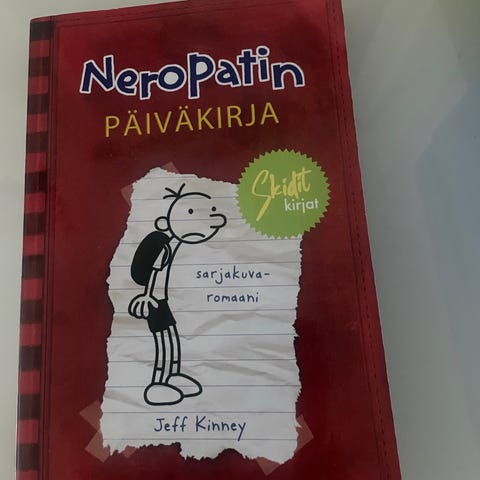 Neropatin
PÄIVÄKIRJA
Skidit
kirjat
sarjakuva-
romaani
Jeff Kinney